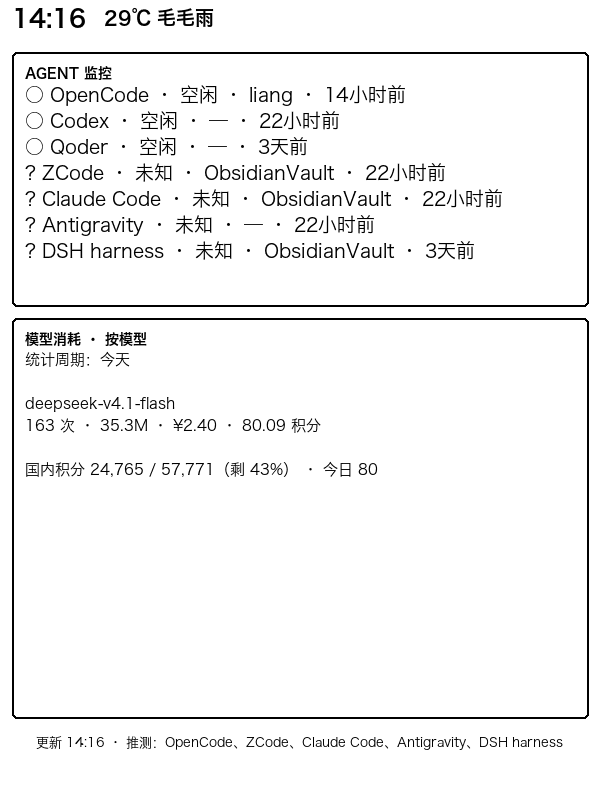 14:16 29℃ 毛毛雨
AGENT 监控
○ OpenCode · 空闲 · liang · 14小时前
○ Codex · 空闲 · — · 22小时前
○ Qoder · 空闲 · — · 3天前
? ZCode · 未知 · ObsidianVault · 22小时前
? Claude Code · 未知 · ObsidianVault · 22小时前
? Antigravity · 未知 · — · 22小时前
? DSH harness · 未知 · ObsidianVault · 3天前
模型消耗 · 按模型
统计周期：今天
deepseek-v4.1-flash
163 次 · 35.3M · ¥2.40 · 80.09 积分
国内积分 24,765 / 57,771（剩 43%） · 今日 80
更新 14:16 · 推测：OpenCode、ZCode、Claude Code、Antigravity、DSH harness